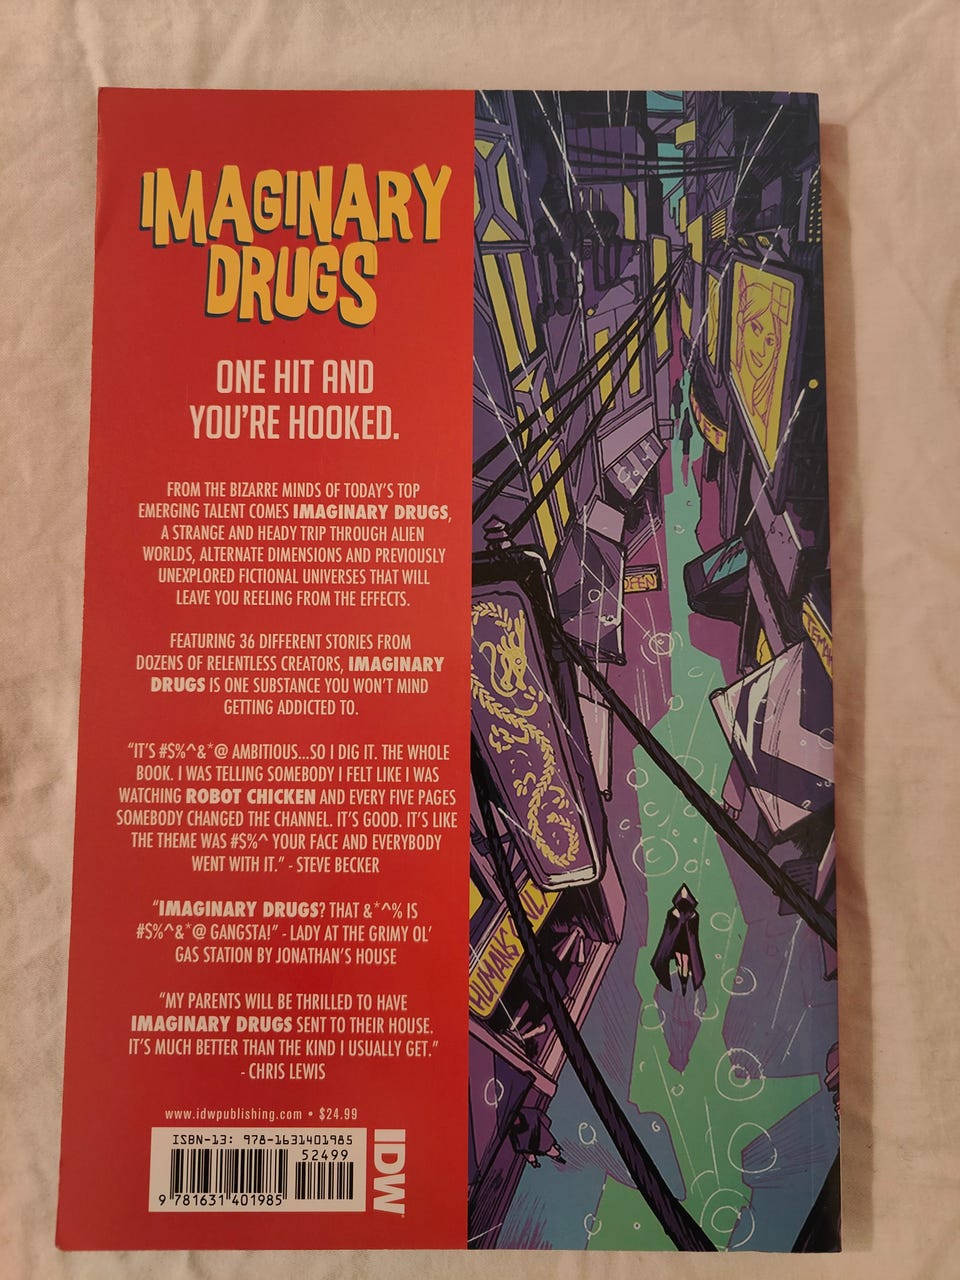 IMAGINARY
DRUGS
ONE HIT AND
YOU'RE HOOKED.
FROM THE BIZARRE MINDS OF TODAY'S TOP
EMERGING TALENT COMES IMAGINARY DRUGS,
A STRANGE AND HEADY TRIP THROUGH ALIEN
WORLDS, ALTERNATE DIMENSIONS AND PREVIOUSLY
UNEXPLORED FICTIONAL UNIVERSES THAT WILL
LEAVE YOU REELING FROM THE EFFECTS.
FEATURING 36 DIFFERENT STORIES FROM
DOZENS OF RELENTLESS CREATORS, IMAGINARY
DRUGS IS ONE SUBSTANCE YOU WON'T MIND
GETTING ADDICTED TO.
"IT'S #$%^&*@ AMBITIOUS...SO I DIG IT. THE WHOLE
BOOK. I WAS TELLING SOMEBODY I FELT LIKE I WAS
WATCHING ROBOT CHICKEN AND EVERY FIVE PAGES
SOMEBODY CHANGED THE CHANNEL. IT'S GOOD. IT'S LIKE
THE THEME WAS #$%^ YOUR FACE AND EVERYBODY
WENT WITH IT." - STEVE BECKER
"IMAGINARY DRUGS? THAT &*^% IS
#$%^&*@ GANGSTA!" - LADY AT THE GRIMY OL'
GAS STATION BY JONATHAN'S HOUSE
"MY PARENTS WILL BE THRILLED TO HAVE
IMAGINARY DRUGS SENT TO THEIR HOUSE.
IT'S MUCH BETTER THAN THE KIND I USUALLY GET."
- CHRIS LEWIS
www.idwpublishing.com • $24.99
ISBN-13: 978-1631401985
52499
9 781631 401985
IDW
OPEN
HUMANS ONLY